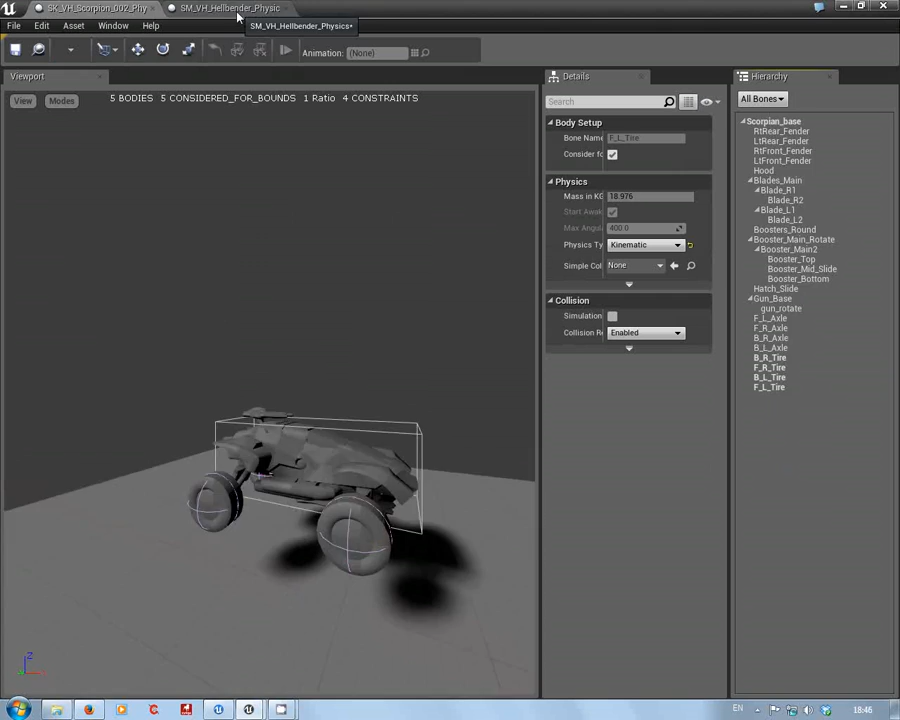 SK_VH_Scorpion_002_Phy
SM_VH_Hellbender_Physic
SM_VH_Hellbender_Physics*
File Edit Asset Window Help
Animation: (None)
Viewport
View Modes
5 BODIES 5 CONSIDERED_FOR_BOUNDS 1 Ratio 4 CONSTRAINTS
Details
Search
Body Setup
Bone Name F_L_Tire
Consider fo
Physics
Mass in KG 18.976
Start Awak
Max Angula 400.0
Physics Ty Kinematic
Simple Col None
Collision
Simulation
Collision Re Enabled
Hierarchy
All Bones
Scorpian_base
RtRear_Fender
LtRear_Fender
RtFront_Fender
LtFront_Fender
Hood
Blades_Main
Blade_R1
Blade_R2
Blade_L1
Blade_L2
Boosters_Round
Booster_Main_Rotate
Booster_Main2
Booster_Top
Booster_Mid_Slide
Booster_Bottom
Hatch_Slide
Gun_Base
gun_rotate
F_L_Axle
F_R_Axle
B_R_Axle
B_L_Axle
B_R_Tire
F_R_Tire
B_L_Tire
F_L_Tire
Z
EN 18:46